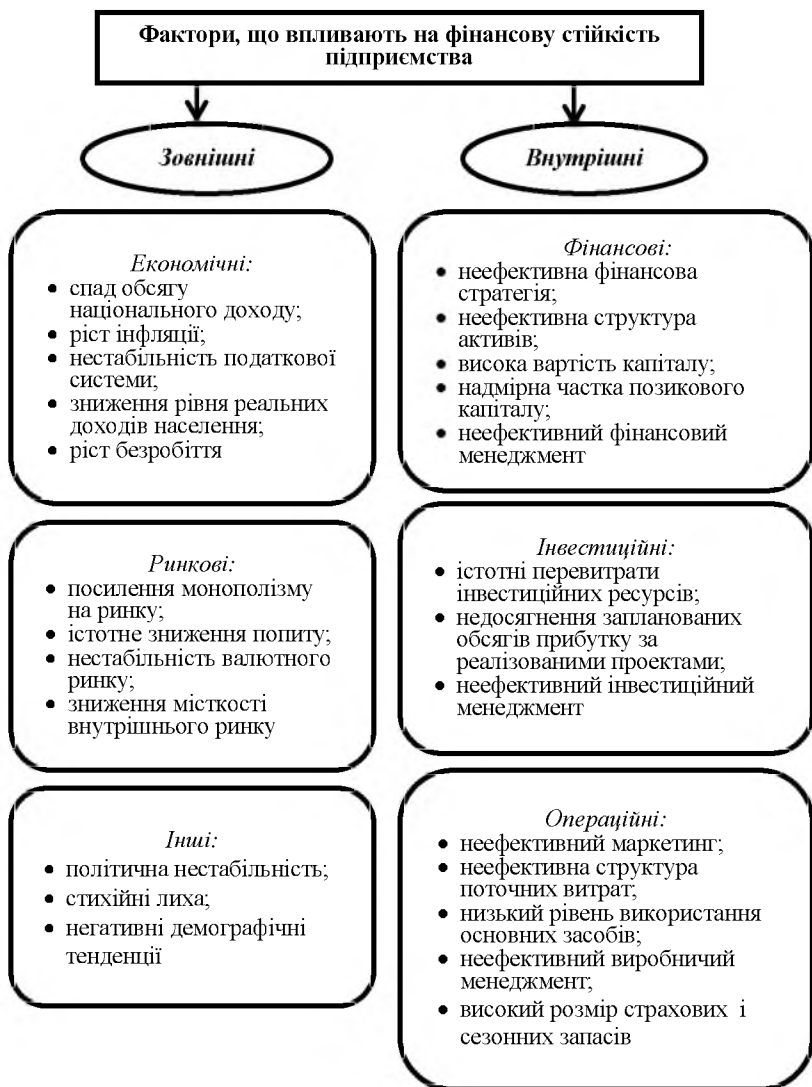 Фактори, що впливають на фінансову стійкість
підприємства
Зовнішні
Внутрішні
Економічні:
• спад обсягу
національного доходу;
• ріст інфляції;
• нестабільність податкової
системи;
• зниження рівня реальних
доходів населення;
• ріст безробіття
Ринкові:
• посилення монополізму
на ринку;
• істотне зниження попиту;
• нестабільність валютного
ринку;
• зниження місткості
внутрішнього ринку
Інші:
• політична нестабільність;
• стихійні лиха;
• негативні демографічні
тенденції
Фінансові:
• неефективна фінансова
стратегія;
• неефективна структура
активів;
• висока вартість капіталу;
• надмірна частка позикового
капіталу;
• неефективний фінансовий
менеджмент
Інвестиційні:
• істотні перевитрати
інвестиційних ресурсів;
• недосягнення запланованих
обсягів прибутку за
реалізованими проектами;
• неефективний інвестиційний
менеджмент
Операційні:
• неефективний маркетинг;
• неефективна структура
поточних витрат;
• низький рівень використання
основних засобів;
• неефективний виробничий
менеджмент;
• високий розмір страхових і
сезонних запасів